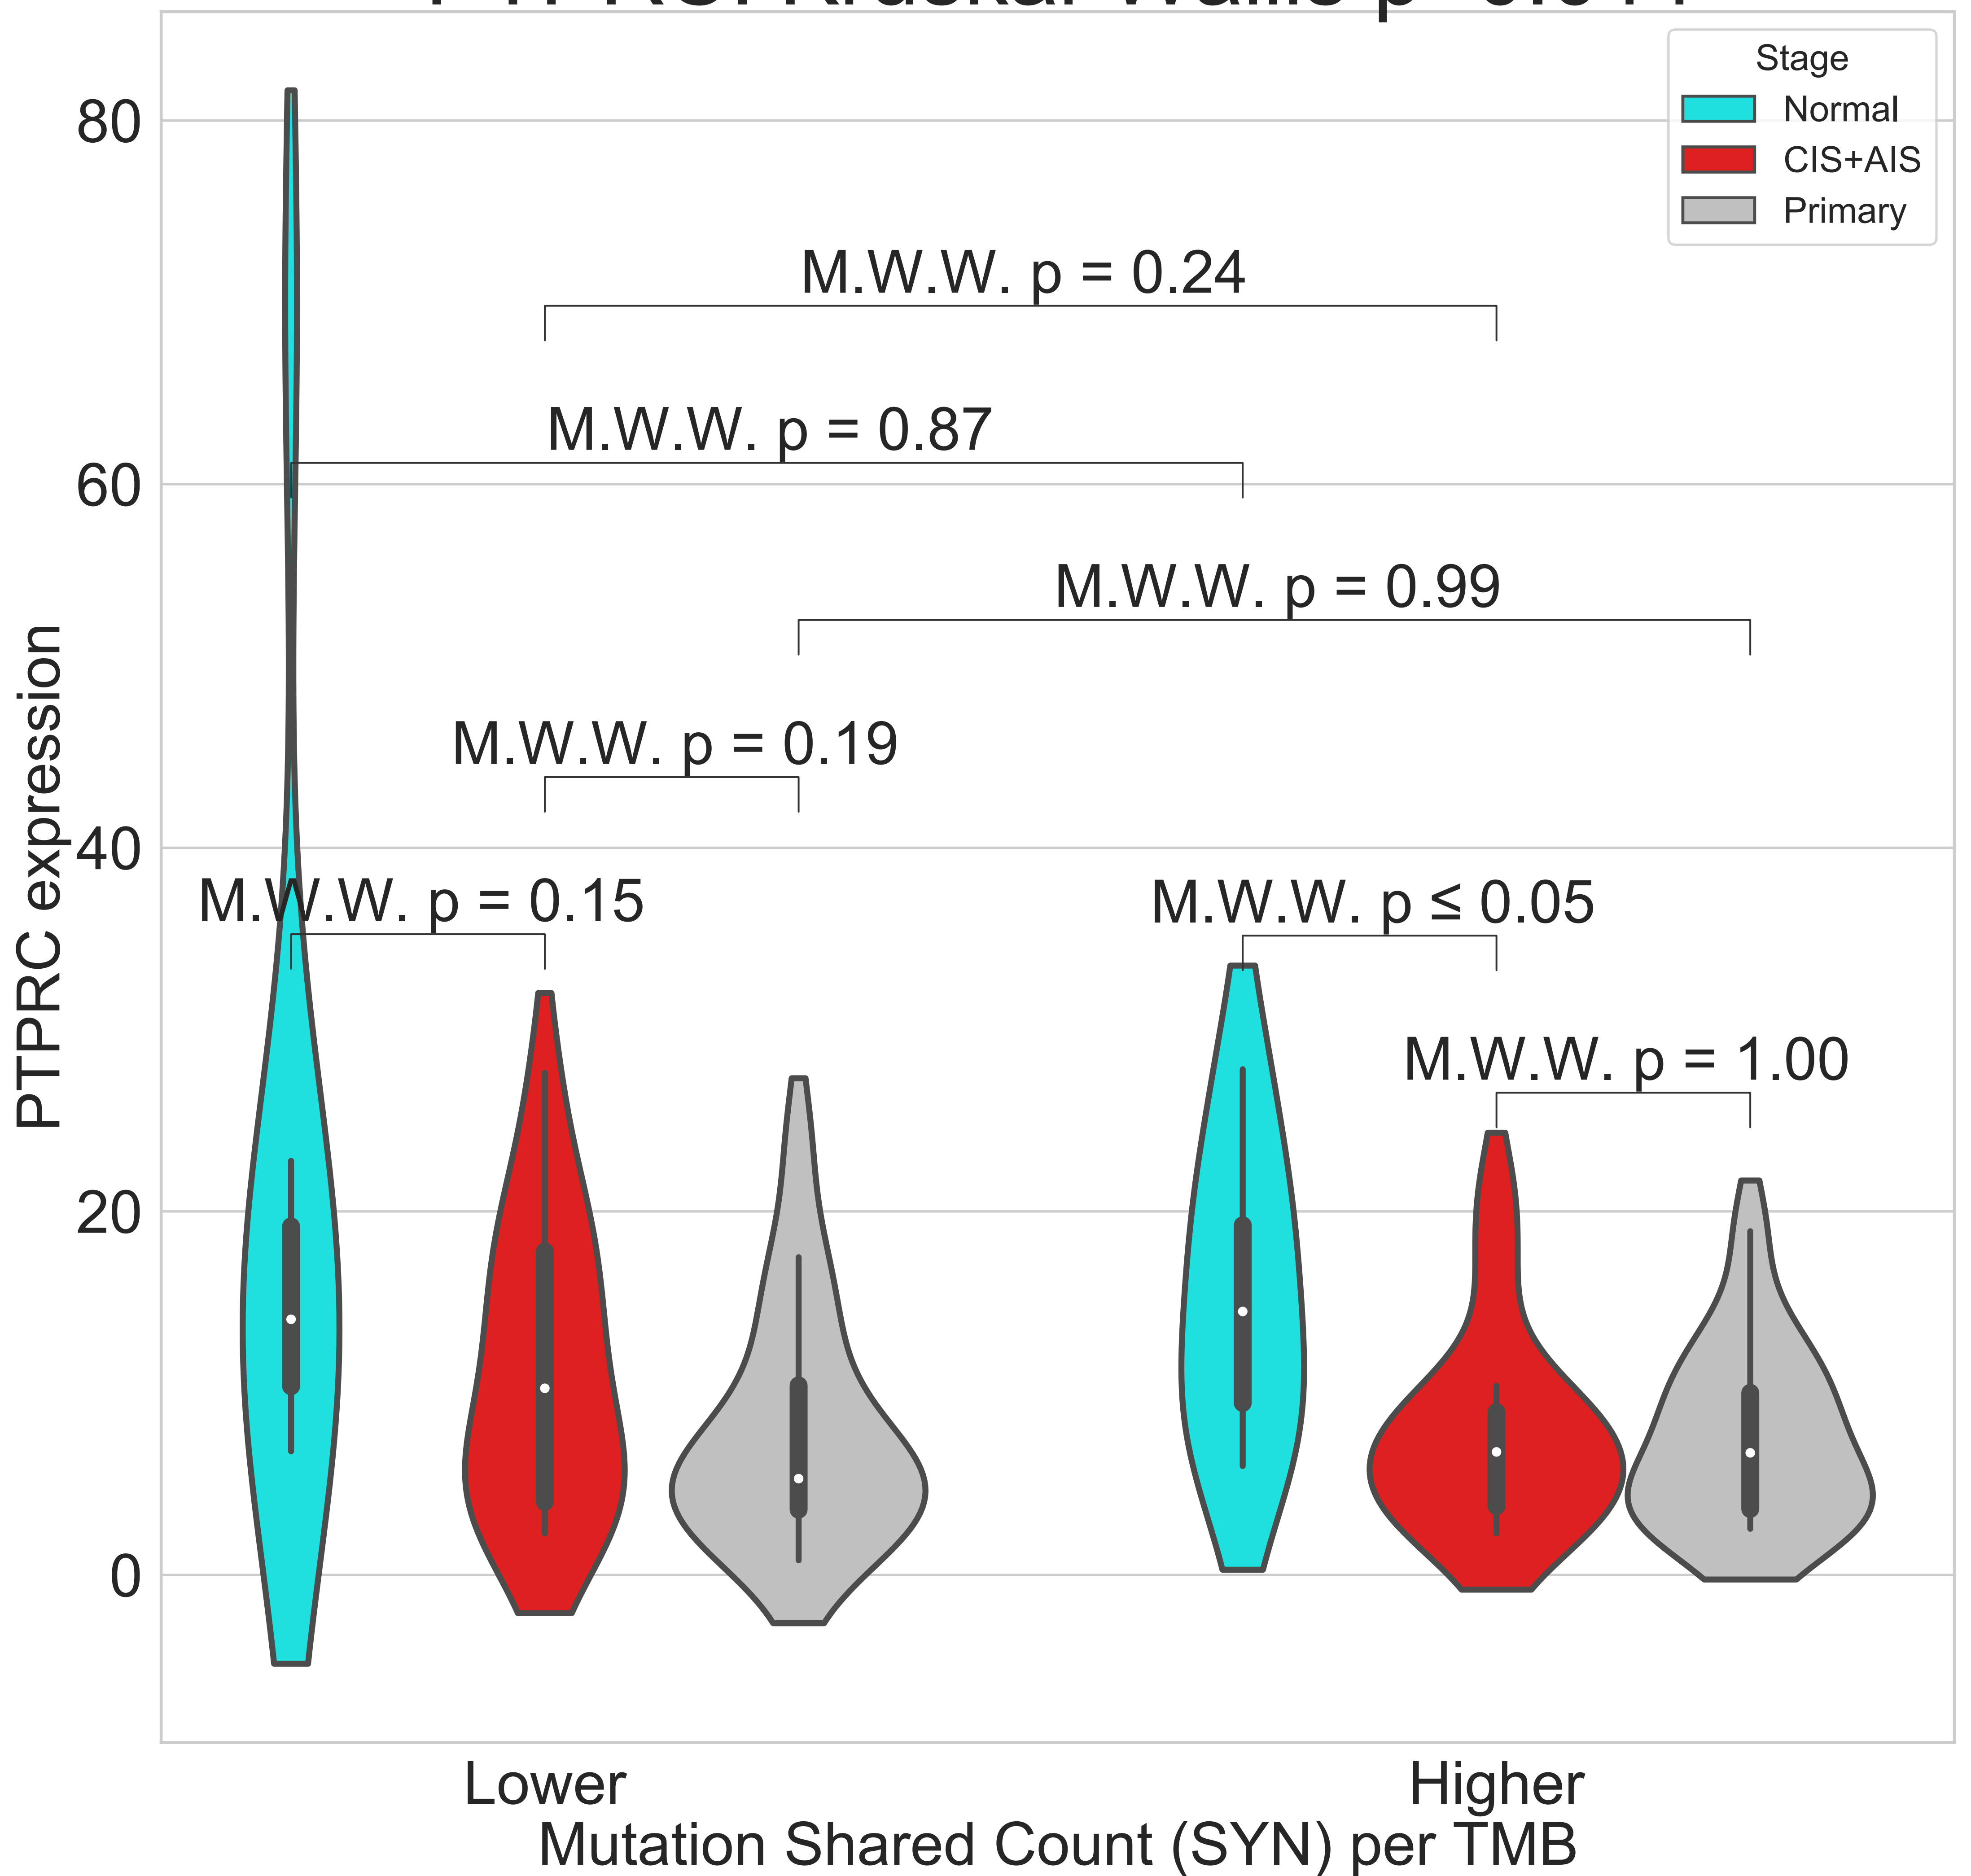 Stage
Normal
CIS+AIS
Primary
M.W.W. p = 0.24
M.W.W. p = 0.87
M.W.W. p = 0.99
M.W.W. p = 0.19
M.W.W. p = 0.15
M.W.W. p ≤ 0.05
M.W.W. p = 1.00
80
60
40
20
0
PTPRC expression
Lower
Higher
Mutation Shared Count (SYN) per TMB